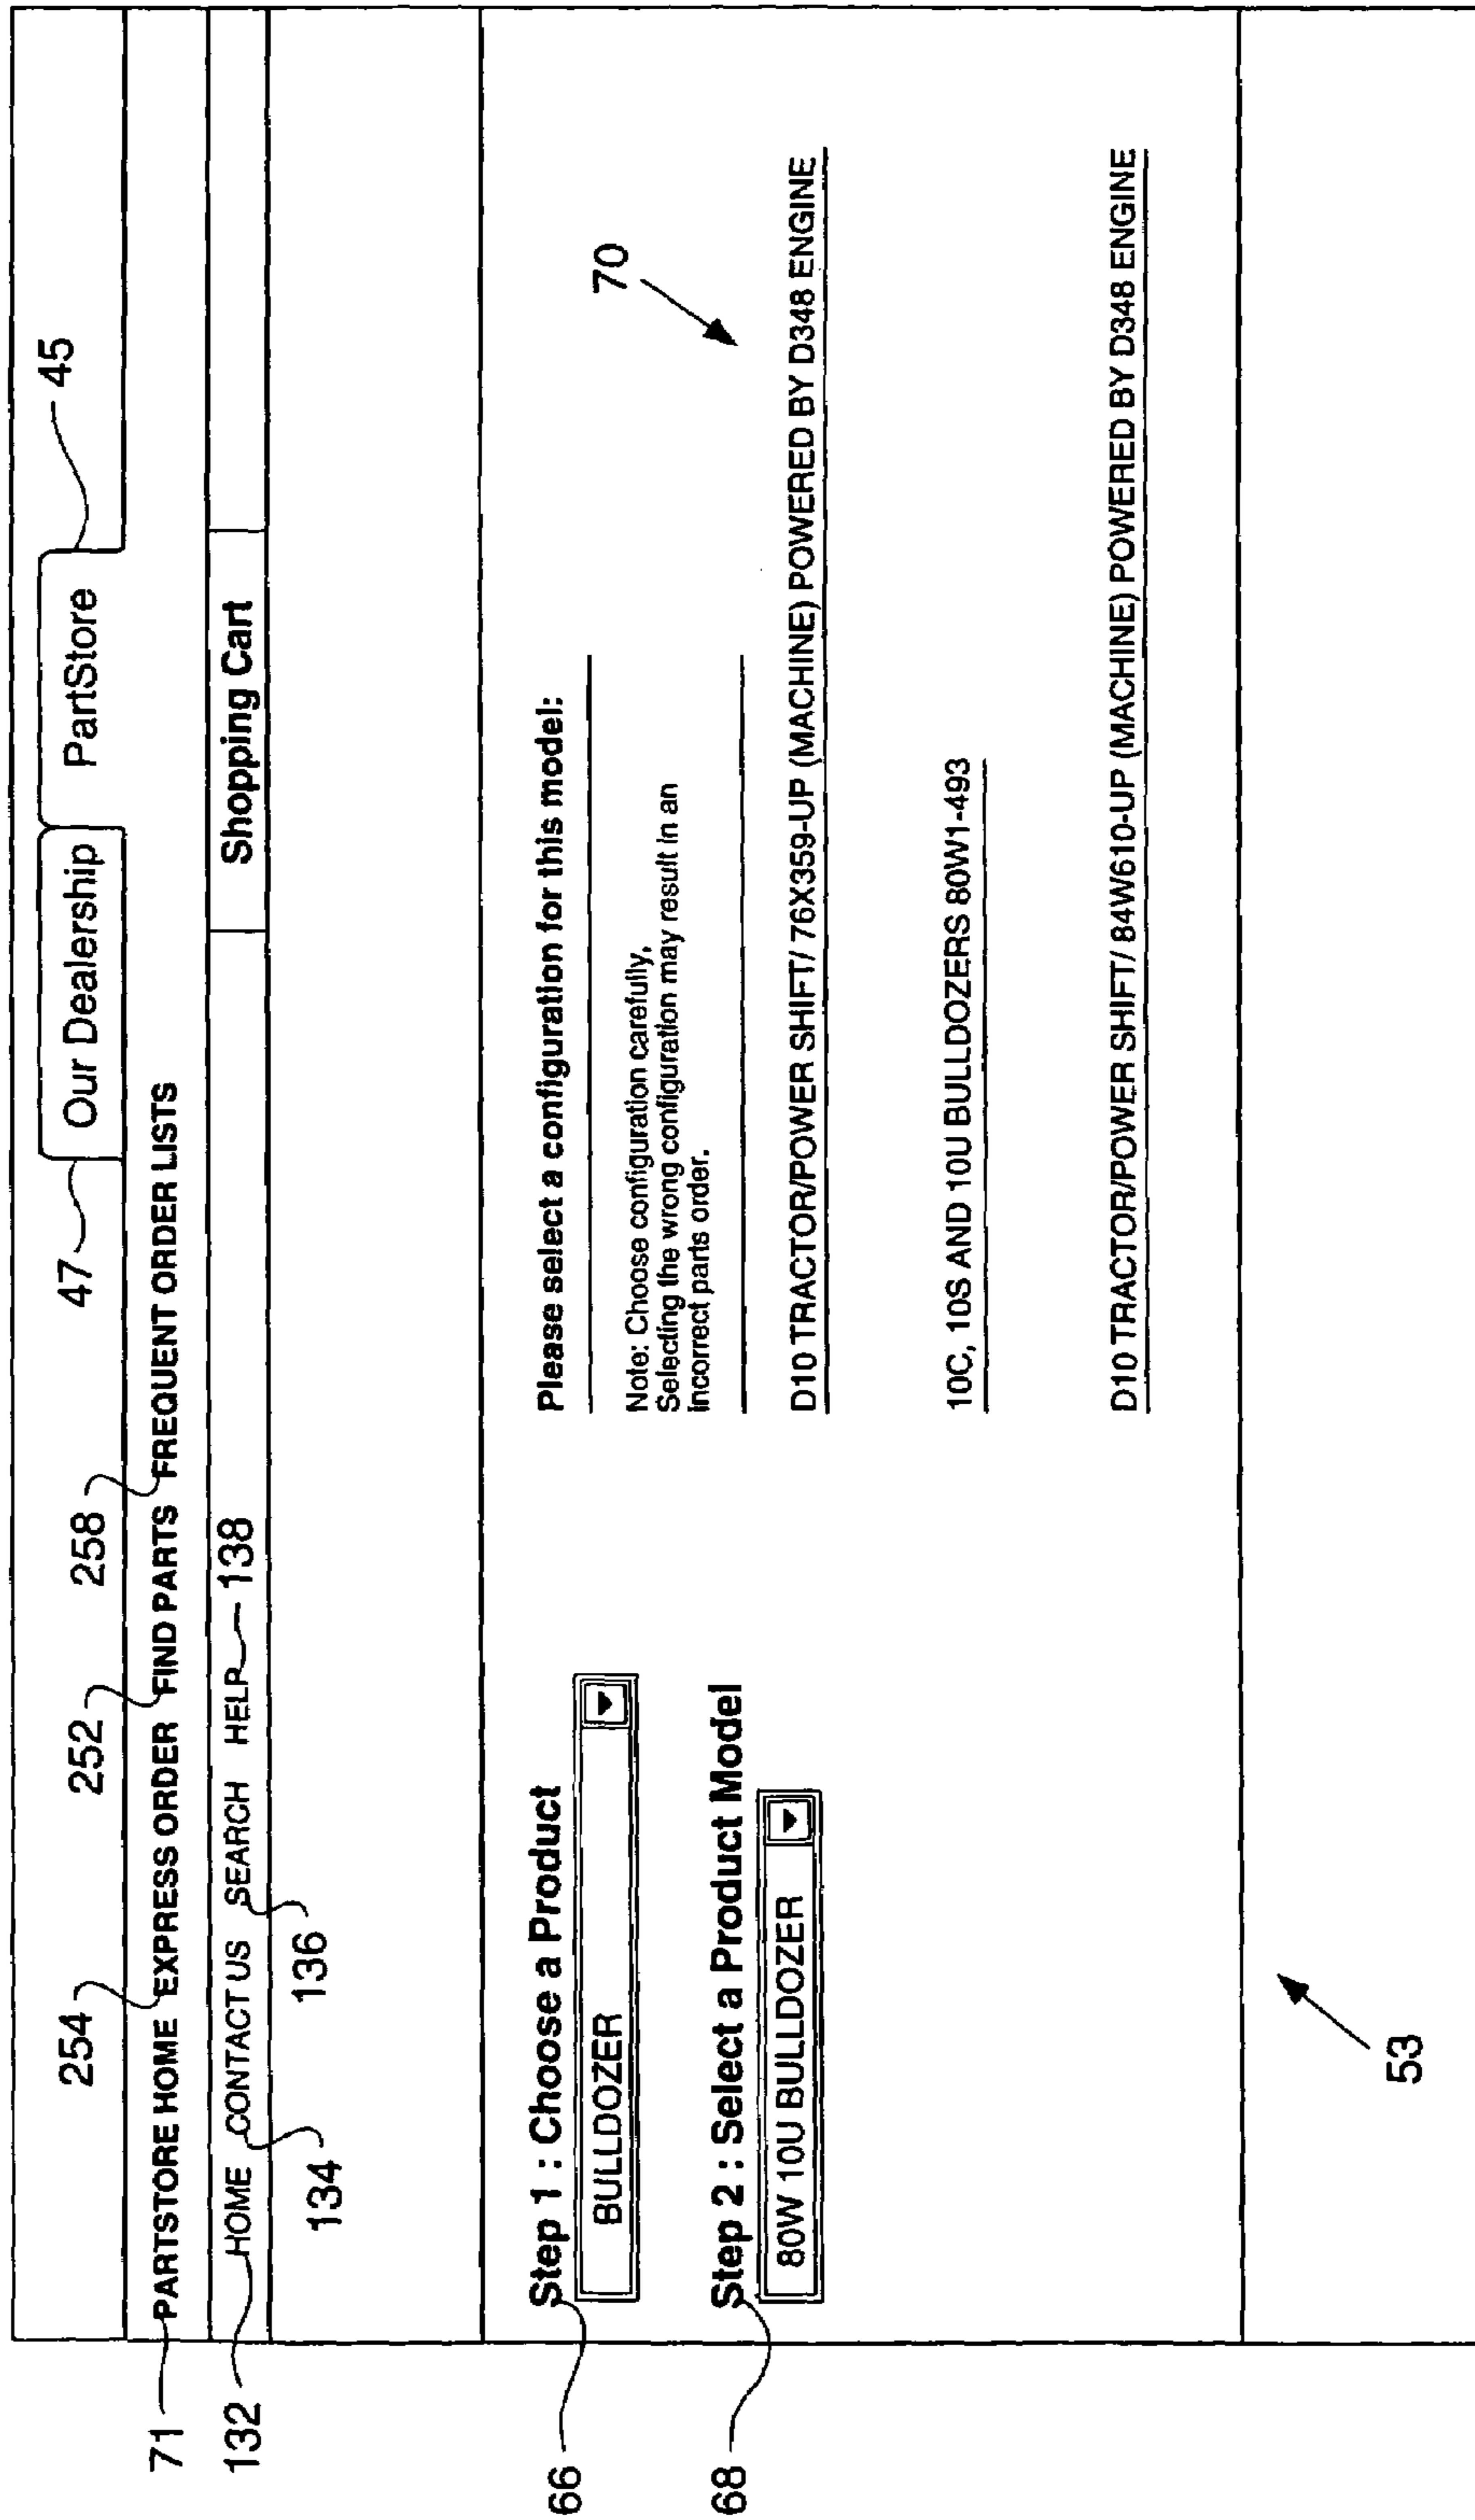 47
Our Dealership
PartStore
45
254
252
258
71
PARTSTORE HOME EXPRESS ORDER FIND PARTS FREQUENT ORDER LISTS
132
HOME CONTACT US SEARCH HELP
138
Shopping Cart
134
136
66
Step 1 : Choose a Product
BULLDOZER
68
Step 2 : Select a Product Model
80W 10U BULLDOZER
Please select a configuration for this model:
Note: Choose configuration carefully,
Selecting the wrong configuration may result in an
incorrect parts order.
70
D10 TRACTOR/POWER SHIFT/ 76X359-UP (MACHINE) POWERED BY D348 ENGINE
10C, 10S AND 10U BULLDOZERS 80W1-493
D10 TRACTOR/POWER SHIFT/ 84W610-UP (MACHINE) POWERED BY D348 ENGINE
53